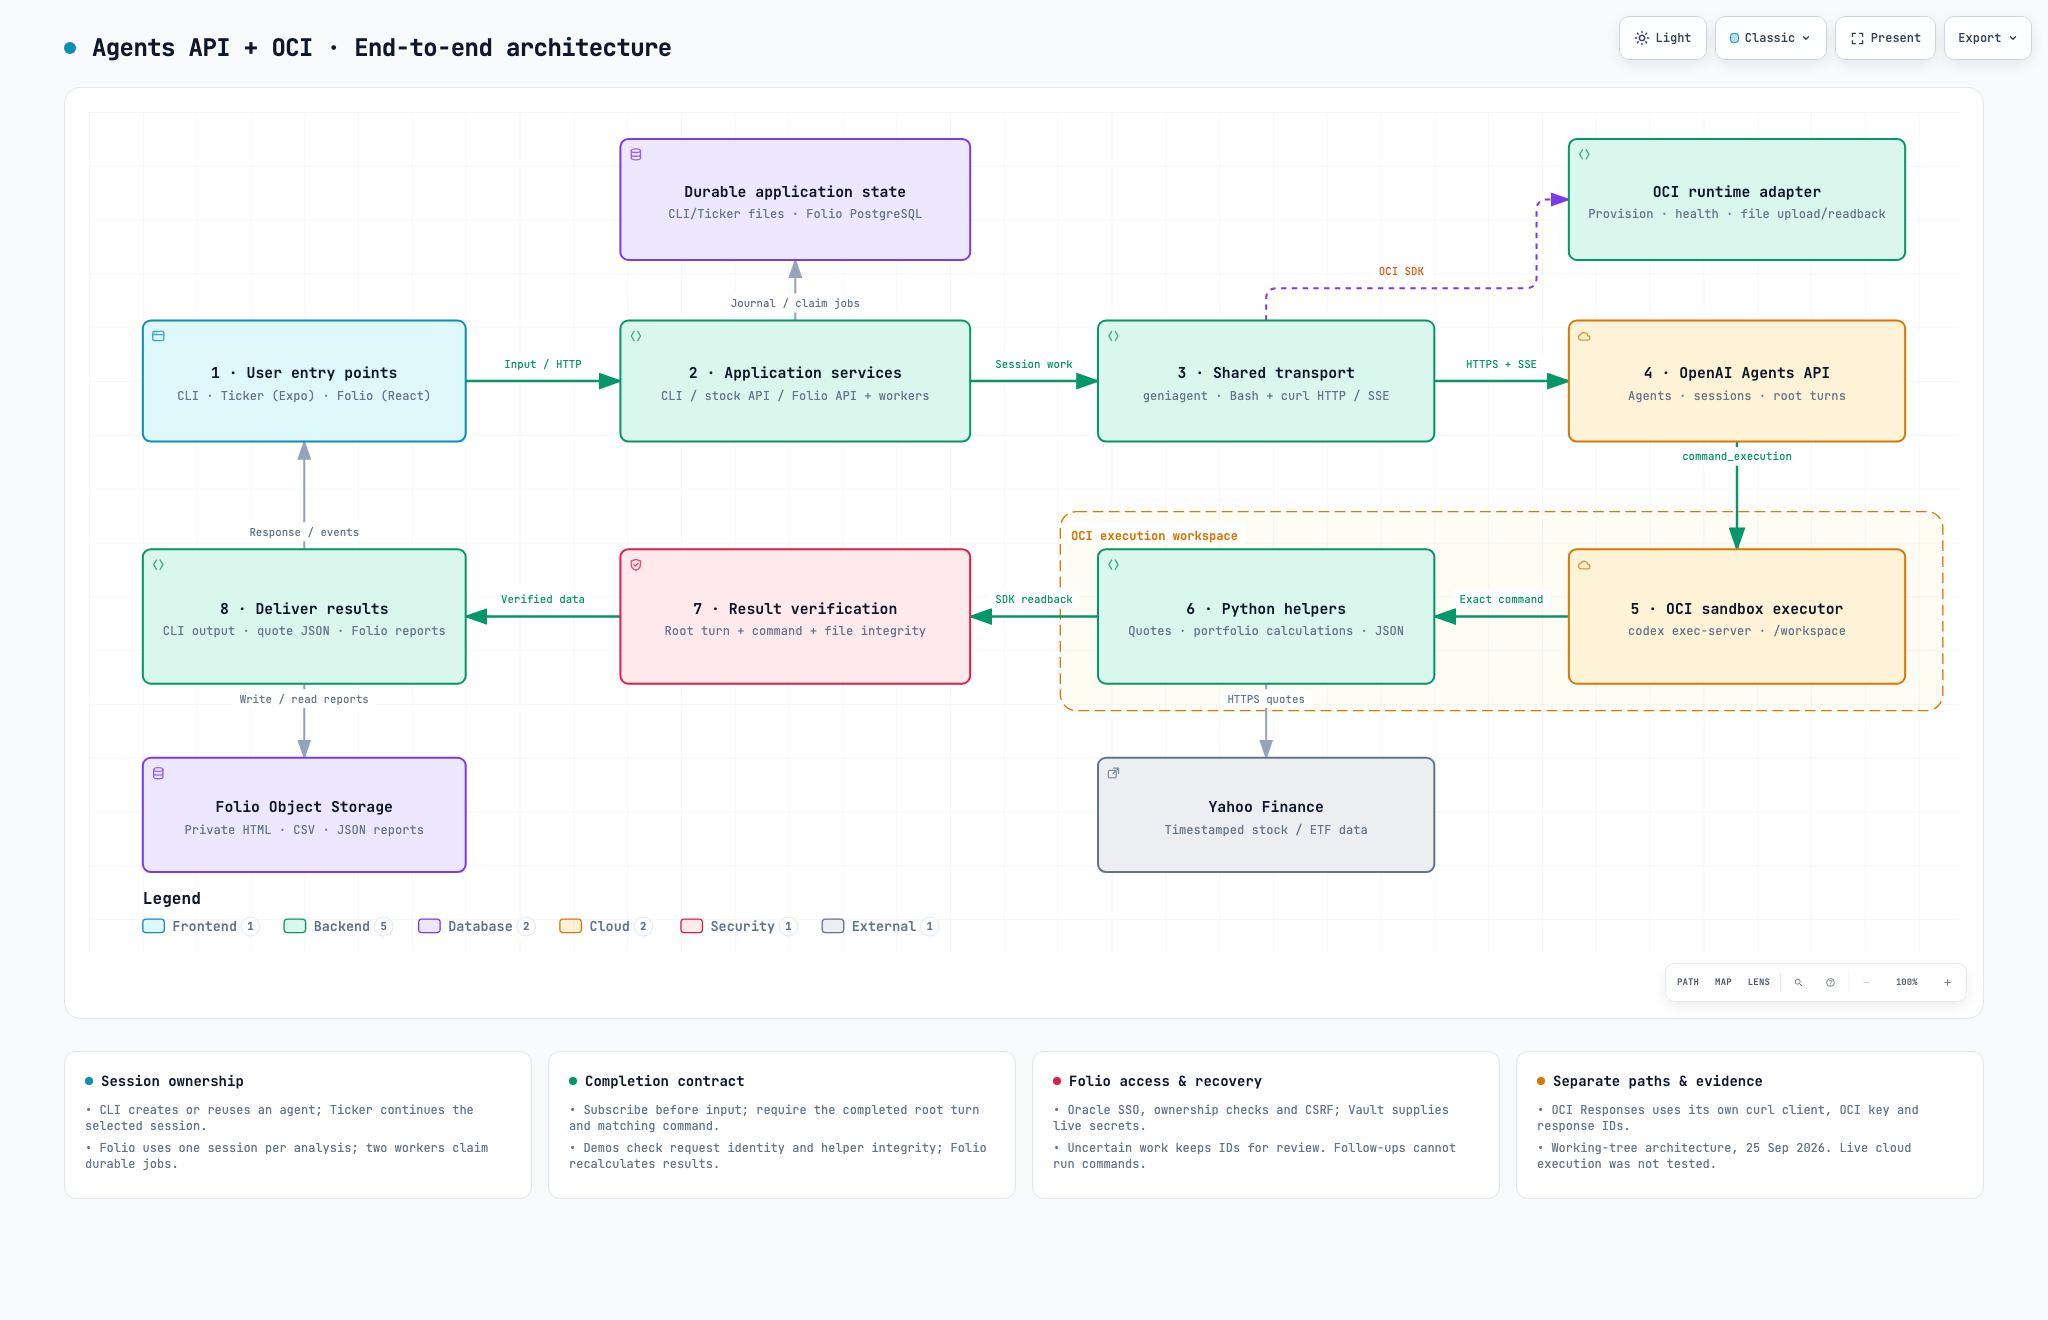 Agents API + OCI · End-to-end architecture
Light
Classic
Present
Export
Durable application state
CLI/Ticker files · Folio PostgreSQL
OCI runtime adapter
Provision · health · file upload/readback
OCI SDK
Journal / claim jobs
1 · User entry points
CLI · Ticker (Expo) · Folio (React)
Input / HTTP
2 · Application services
CLI / stock API / Folio API + workers
Session work
3 · Shared transport
geniagent · Bash + curl HTTP / SSE
HTTPS + SSE
4 · OpenAI Agents API
Agents · sessions · root turns
command_execution
Response / events
OCI execution workspace
8 · Deliver results
CLI output · quote JSON · Folio reports
Verified data
7 · Result verification
Root turn + command + file integrity
SDK readback
6 · Python helpers
Quotes · portfolio calculations · JSON
Exact command
5 · OCI sandbox executor
codex exec-server · /workspace
Write / read reports
HTTPS quotes
Folio Object Storage
Private HTML · CSV · JSON reports
Yahoo Finance
Timestamped stock / ETF data
Legend
Frontend 1
Backend 5
Database 2
Cloud 2
Security 1
External 1
PATH MAP LENS 100%
Session ownership
• CLI creates or reuses an agent; Ticker continues the
selected session.
• Folio uses one session per analysis; two workers claim
durable jobs.
Completion contract
• Subscribe before input; require the completed root turn
and matching command.
• Demos check request identity and helper integrity; Folio
recalculates results.
Folio access & recovery
• Oracle SSO, ownership checks and CSRF; Vault supplies
live secrets.
• Uncertain work keeps IDs for review. Follow-ups cannot
run commands.
Separate paths & evidence
• OCI Responses uses its own curl client, OCI key and
response IDs.
• Working-tree architecture, 25 Sep 2026. Live cloud
execution was not tested.